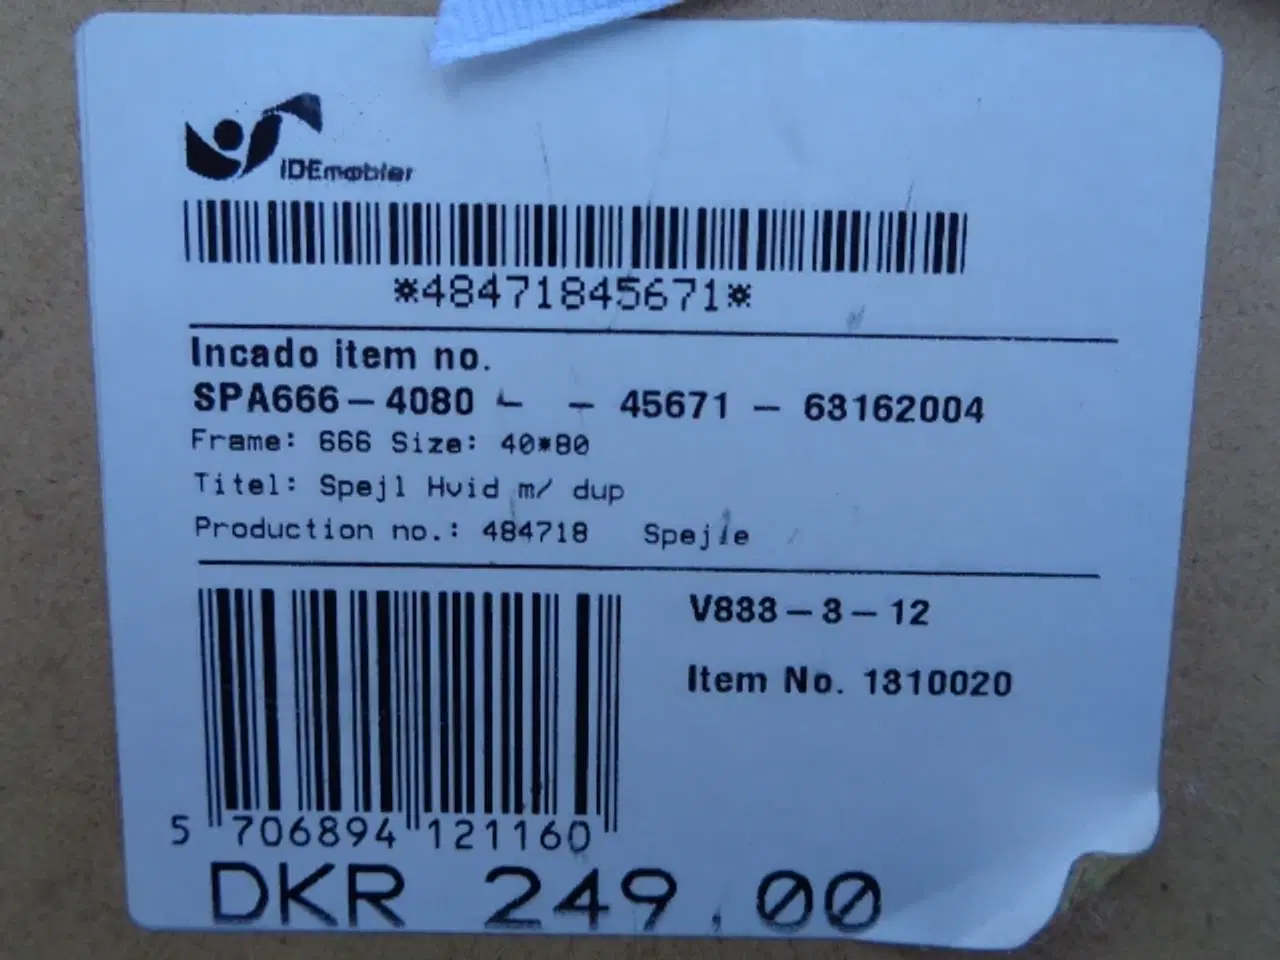 iDEmøbler
*48471845671*
Incado item no.
SPA666-4080 - - 45671 - 63162004
Frame: 666 Size: 40*80
Titel: Spejl Hvid m/ dup
Production no.: 484718 Spejle
V333-3-12
Item No. 1310020
5 706894 121160
DKR 249.00